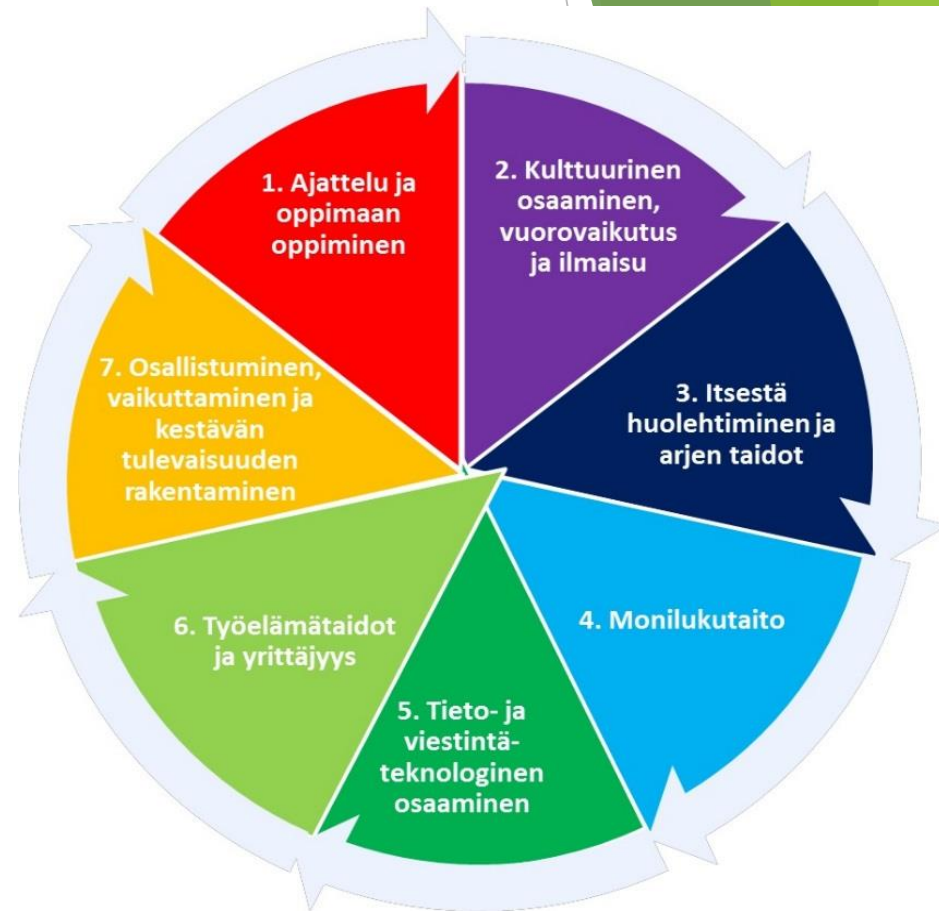 1. Ajattelu ja
oppimaan
oppiminen
2. Kulttuurinen
osaaminen,
vuorovaikutus
ja ilmaisu
3. Itsestä
huolehtiminen ja
arjen taidot
4. Monilukutaito
5. Tieto- ja
viestintä-
teknologinen
osaaminen
6. Työelämätaidot
ja yrittäjyys
7. Osallistuminen,
vaikuttaminen ja
kestävän
tulevaisuuden
rakentaminen